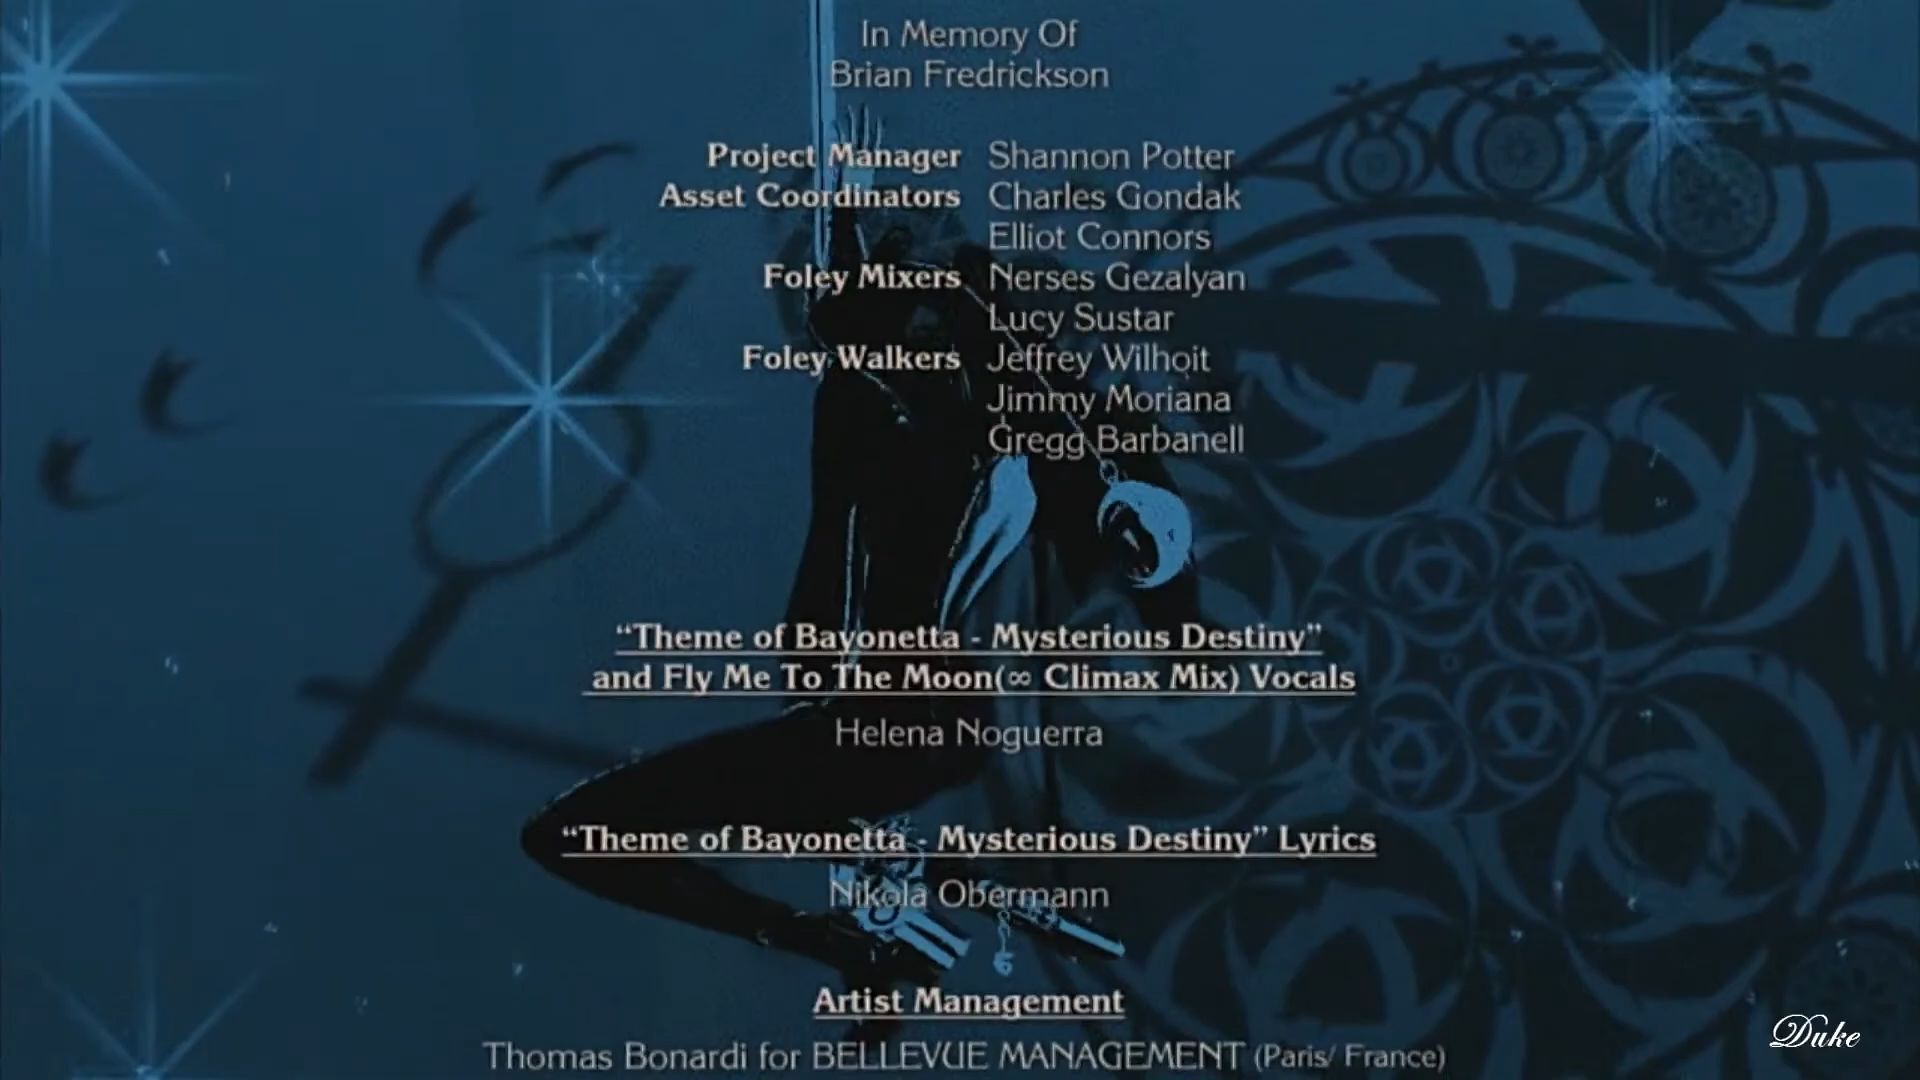 In Memory Of
Brian Fredrickson
Project Manager Shannon Potter
Asset Coordinators Charles Gondak
Elliot Connors
Foley Mixers Nerses Gezalyan
Lucy Sustar
Foley Walkers Jeffrey Wilhoit
Jimmy Moriana
Gregg Barbanell
“Theme of Bayonetta - Mysterious Destiny”
and Fly Me To The Moon(∞ Climax Mix) Vocals
Helena Noguerra
“Theme of Bayonetta - Mysterious Destiny” Lyrics
Nikola Obermann
Artist Management
Thomas Bonardi for BELLEVUE MANAGEMENT (Paris/ France)
Duke